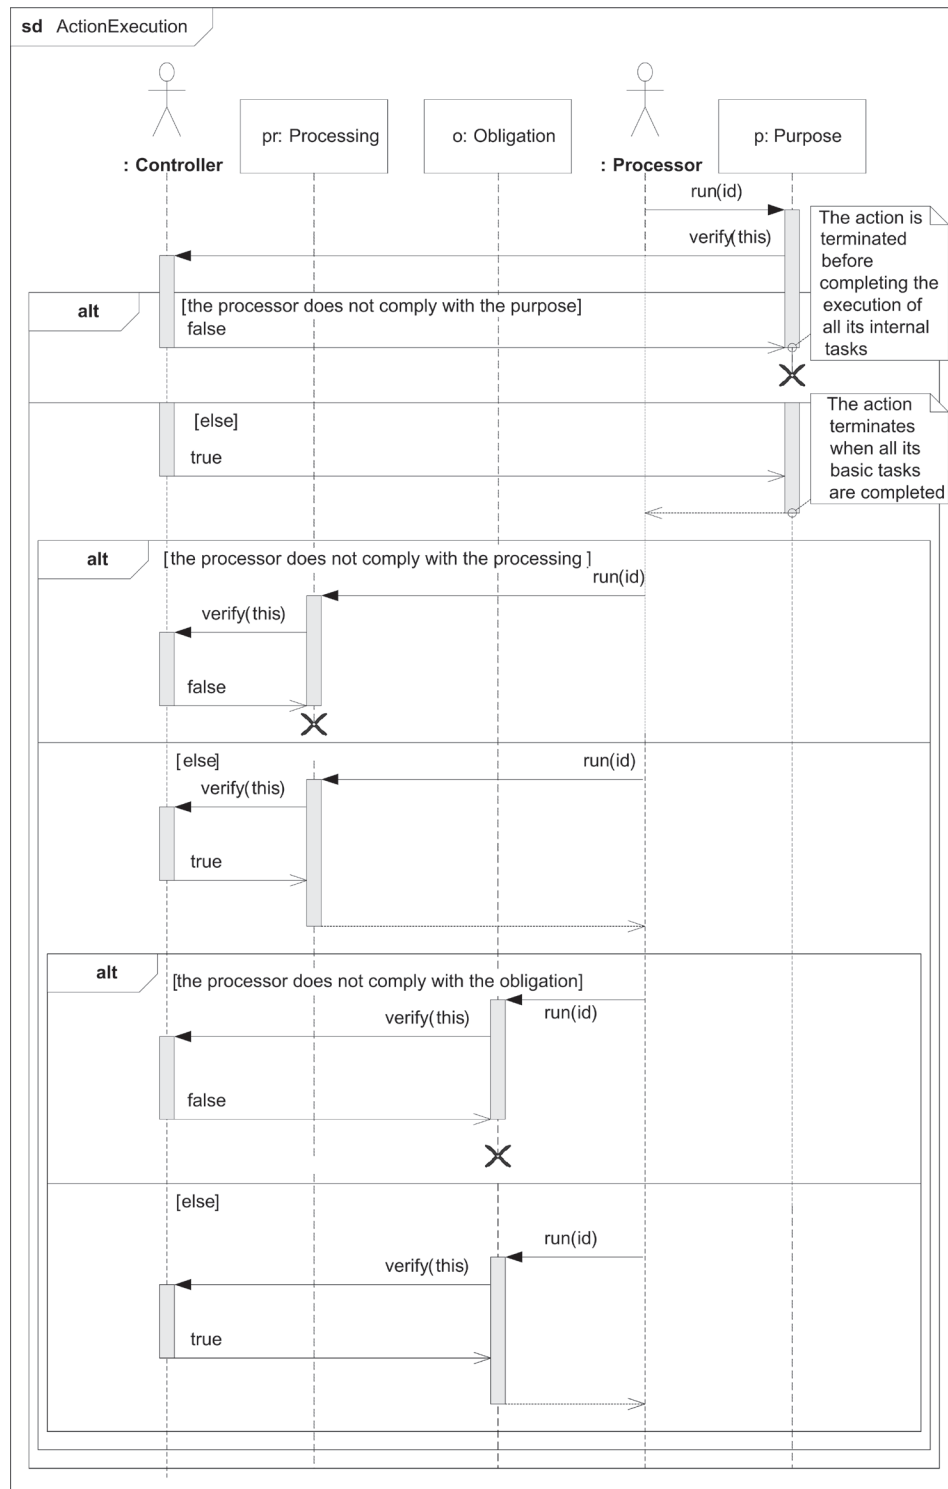 sd ActionExecution
: Controller
pr: Processing
o: Obligation
: Processor
p: Purpose
run(id)
verify(this)
The action is
terminated
before
completing the
execution of
all its internal
tasks
alt
[the processor does not comply with the purpose]
false
[else]
true
The action
terminates
when all its
basic tasks
are completed
alt
[the processor does not comply with the processing ]
run(id)
verify(this)
false
[else]
run(id)
verify(this)
true
alt
[the processor does not comply with the obligation]
run(id)
verify(this)
false
[else]
run(id)
verify(this)
true